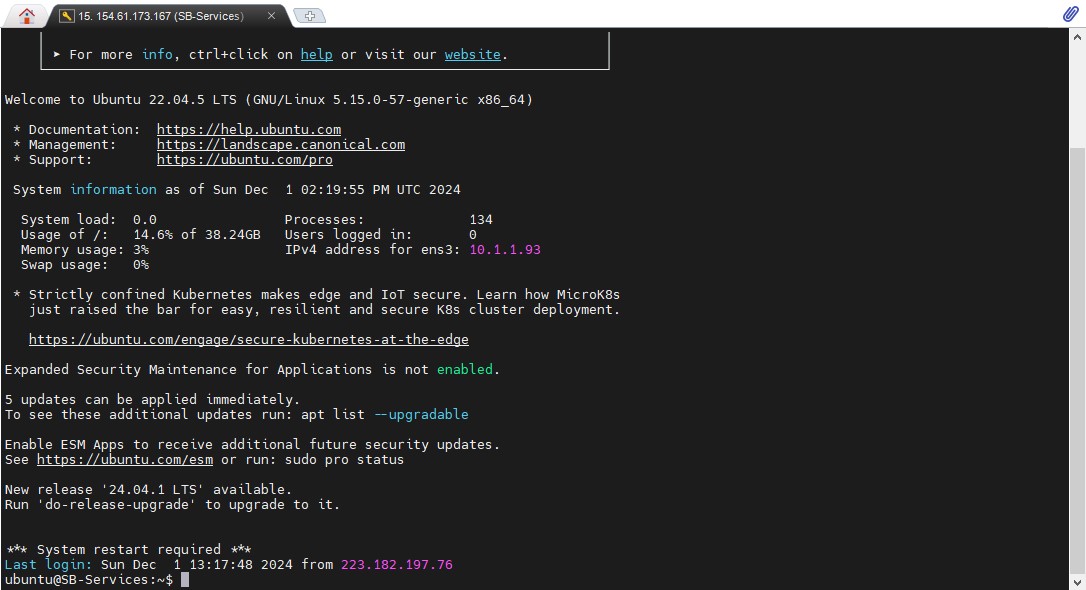 15. 154.61.173.167 (SB-Services)
► For more info, ctrl+click on help or visit our website.
Welcome to Ubuntu 22.04.5 LTS (GNU/Linux 5.15.0-57-generic x86_64)
* Documentation:  https://help.ubuntu.com
* Management:     https://landscape.canonical.com
* Support:        https://ubuntu.com/pro
System information as of Sun Dec  1 02:19:55 PM UTC 2024
System load:  0.0                Processes:             134
Usage of /:   14.6% of 38.24GB   Users logged in:       0
Memory usage: 3%                 IPv4 address for ens3: 10.1.1.93
Swap usage:   0%
* Strictly confined Kubernetes makes edge and IoT secure. Learn how MicroK8s
just raised the bar for easy, resilient and secure K8s cluster deployment.
https://ubuntu.com/engage/secure-kubernetes-at-the-edge
Expanded Security Maintenance for Applications is not enabled.
5 updates can be applied immediately.
To see these additional updates run: apt list --upgradable
Enable ESM Apps to receive additional future security updates.
See https://ubuntu.com/esm or run: sudo pro status
New release '24.04.1 LTS' available.
Run 'do-release-upgrade' to upgrade to it.
*** System restart required ***
Last login: Sun Dec  1 13:17:48 2024 from 223.182.197.76
ubuntu@SB-Services:~$